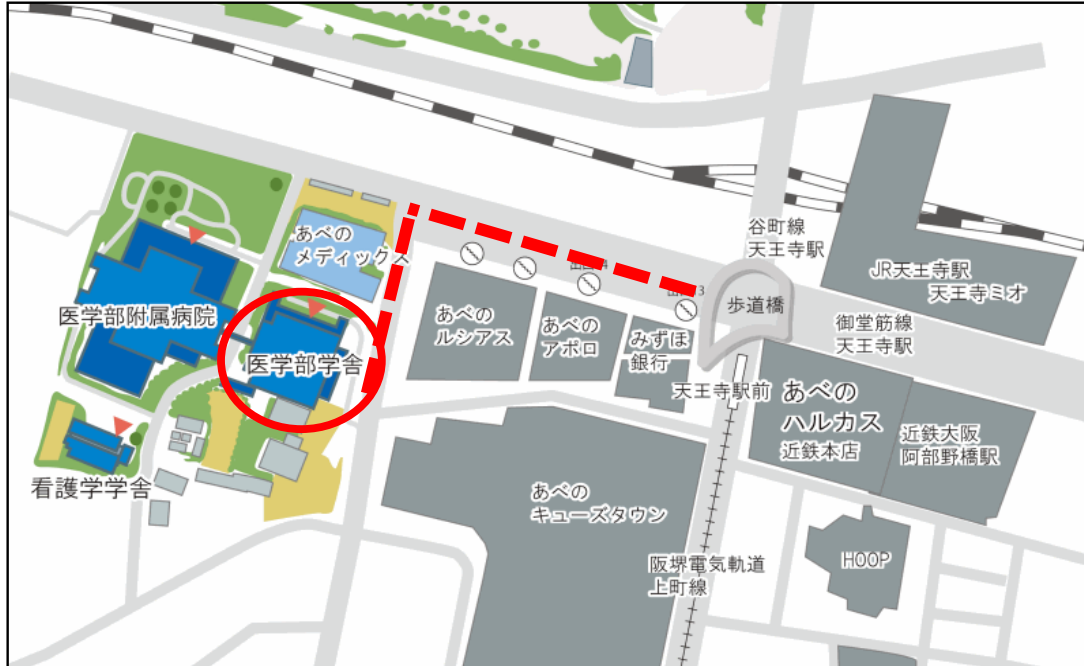 谷町線
天王寺駅
JR天王寺駅
天王寺ミオ
あべの
メディックス
歩道橋
御堂筋線
天王寺駅
医学部附属病院
あべの
ルシアス
あべの
アポロ
みずほ
銀行
医学部学舎
天王寺駅前
あべの
ハルカス
近鉄本店
近鉄大阪
阿部野橋駅
看護学学舎
あべの
キューズタウン
阪堺電気軌道
上町線
HOOP